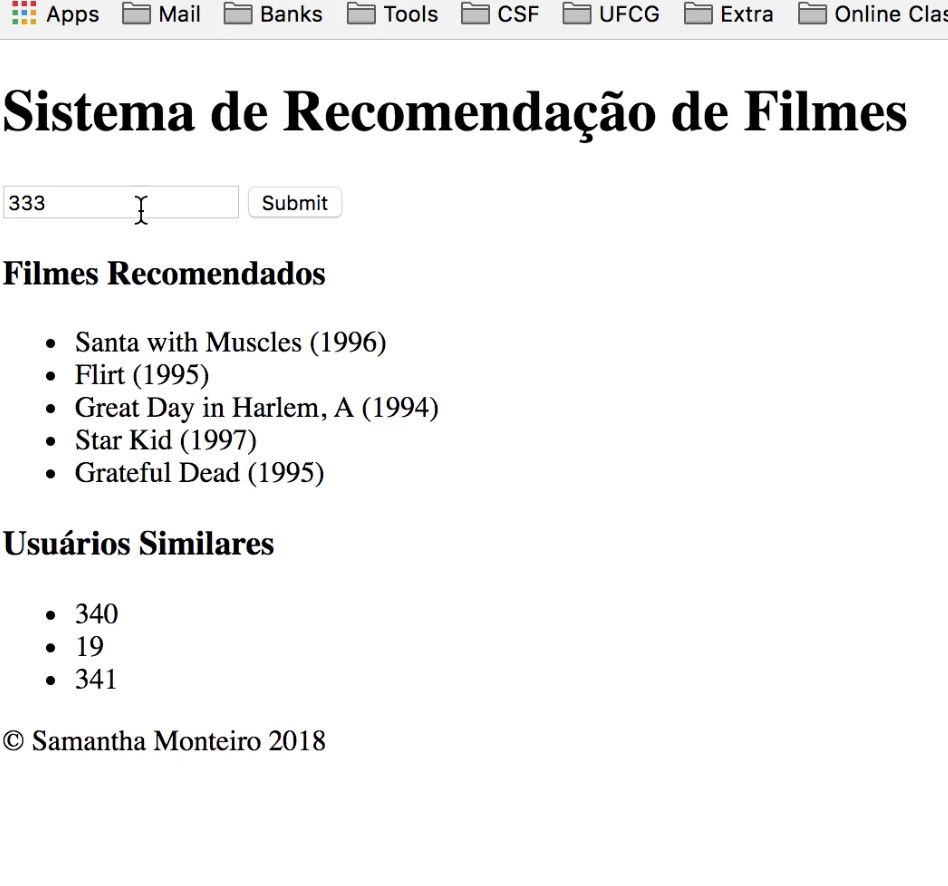 Apps Mail Banks Tools CSF UFCG Extra Online Clas
Sistema de Recomendação de Filmes
333 Submit
Filmes Recomendados
Santa with Muscles (1996)
Flirt (1995)
Great Day in Harlem, A (1994)
Star Kid (1997)
Grateful Dead (1995)
Usuários Similares
340
19
341
© Samantha Monteiro 2018